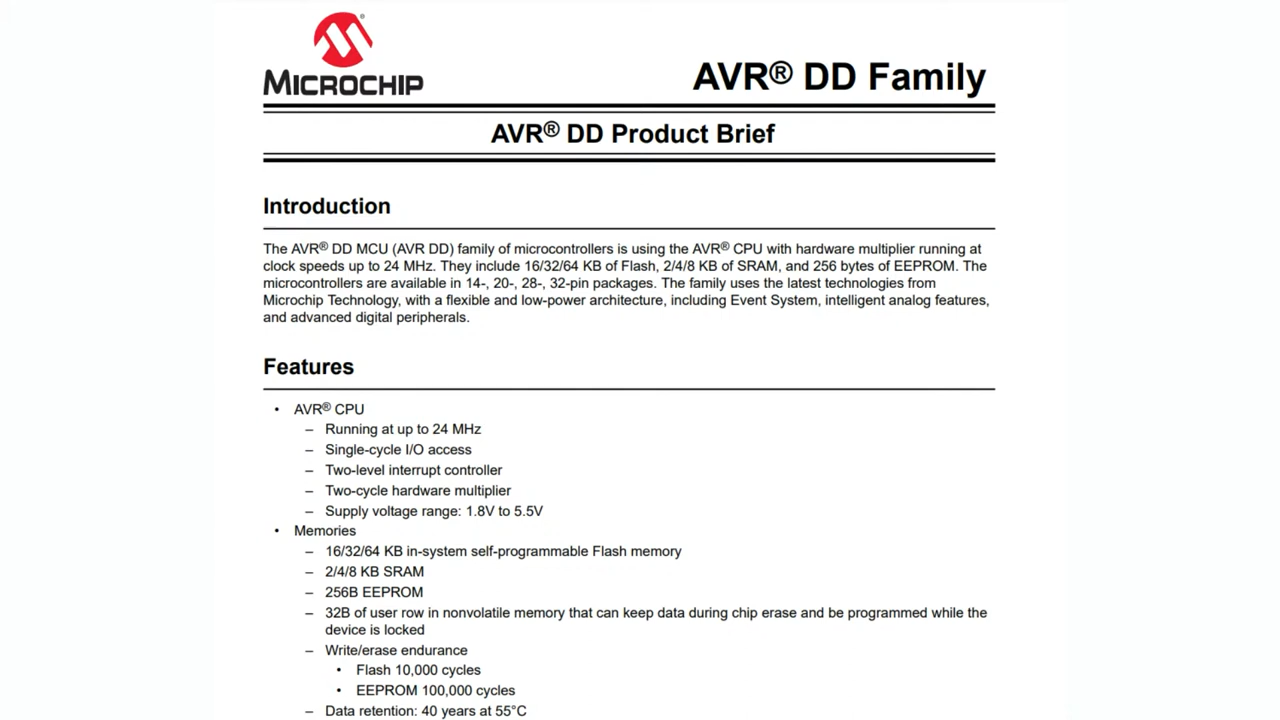 MICROCHIP
AVR® DD Family
AVR® DD Product Brief
Introduction
The AVR® DD MCU (AVR DD) family of microcontrollers is using the AVR® CPU with hardware multiplier running at
clock speeds up to 24 MHz. They include 16/32/64 KB of Flash, 2/4/8 KB of SRAM, and 256 bytes of EEPROM. The
microcontrollers are available in 14-, 20-, 28-, 32-pin packages. The family uses the latest technologies from
Microchip Technology, with a flexible and low-power architecture, including Event System, intelligent analog features,
and advanced digital peripherals.
Features
• AVR® CPU
– Running at up to 24 MHz
– Single-cycle I/O access
– Two-level interrupt controller
– Two-cycle hardware multiplier
– Supply voltage range: 1.8V to 5.5V
• Memories
– 16/32/64 KB in-system self-programmable Flash memory
– 2/4/8 KB SRAM
– 256B EEPROM
– 32B of user row in nonvolatile memory that can keep data during chip erase and be programmed while the
device is locked
– Write/erase endurance
• Flash 10,000 cycles
• EEPROM 100,000 cycles
– Data retention: 40 years at 55°C